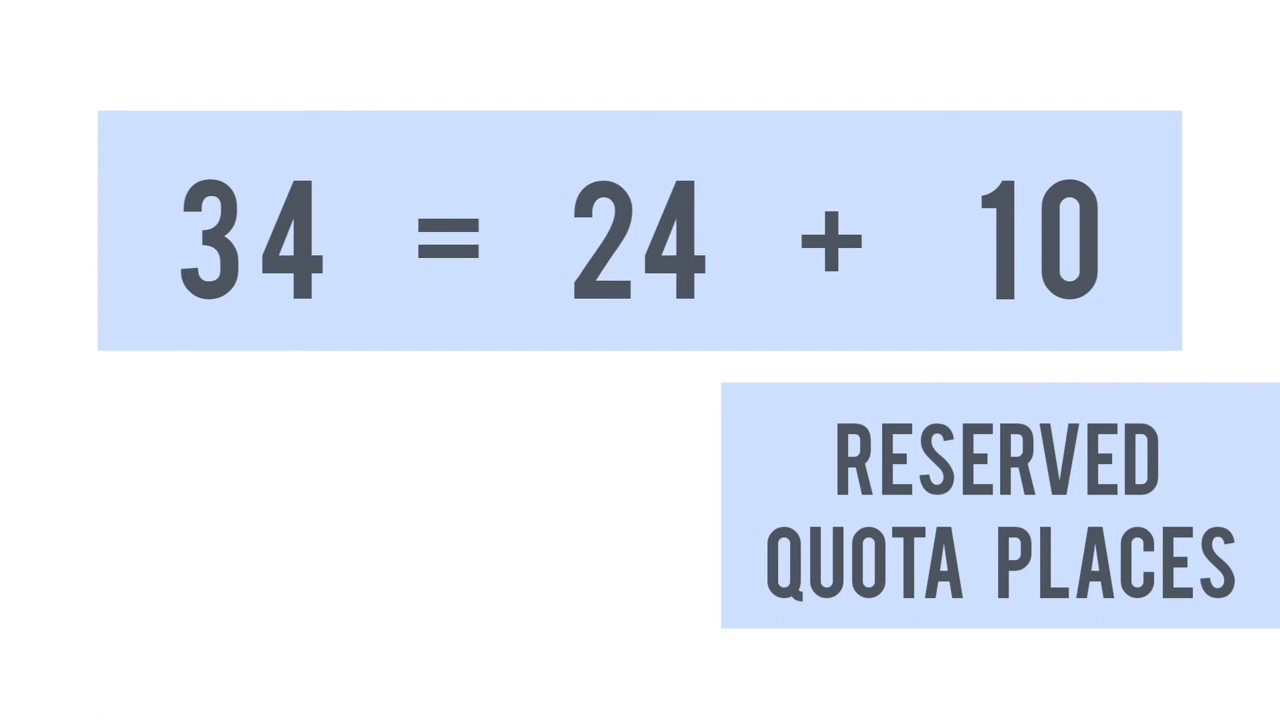 34 = 24 + 10
RESERVED
QUOTA PLACES